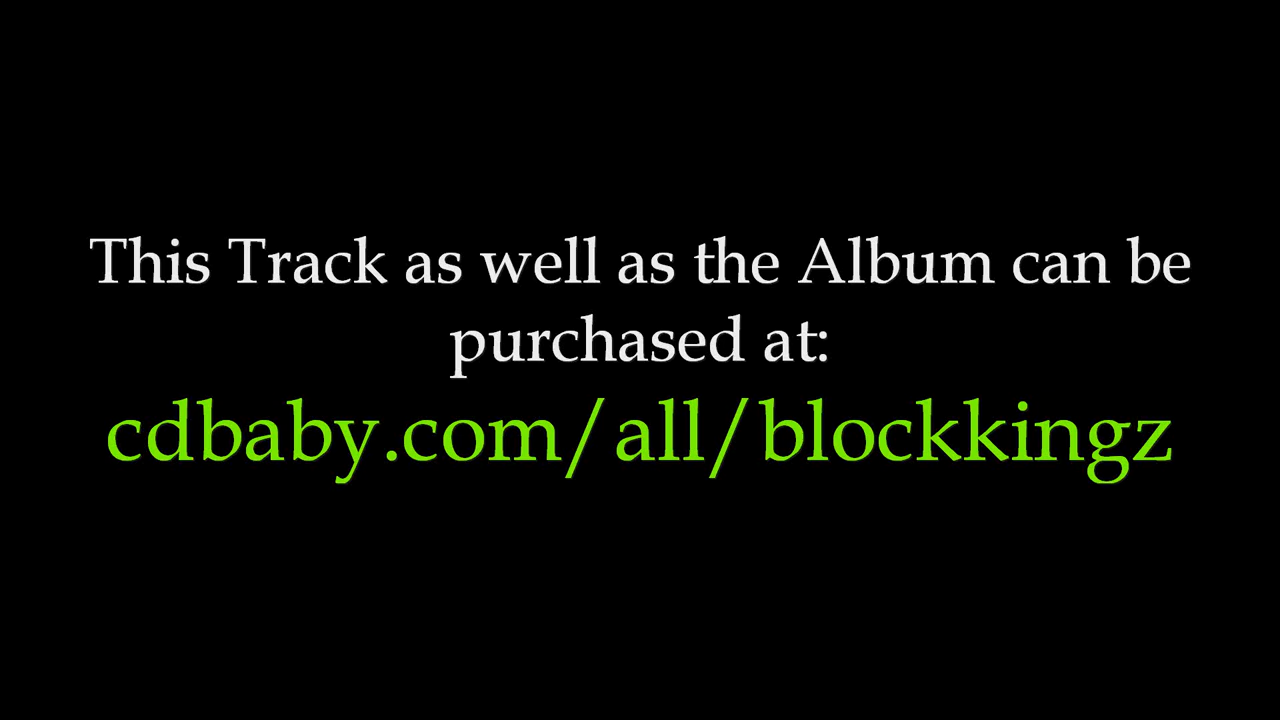 This Track as well as the Album can be
purchased at:
cdbaby.com/all/blockkingz